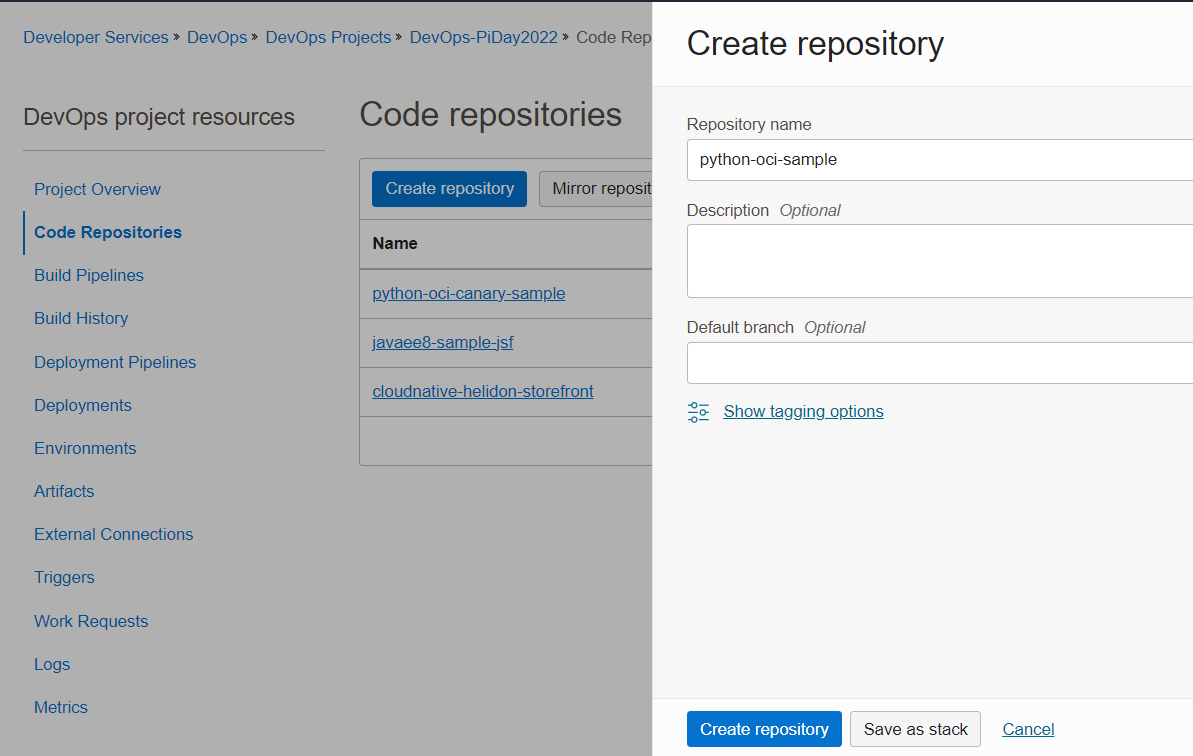 Developer Services » DevOps » DevOps Projects » DevOps-PiDay2022 » Code Rep
DevOps project resources
Project Overview
Code Repositories
Build Pipelines
Build History
Deployment Pipelines
Deployments
Environments
Artifacts
External Connections
Triggers
Work Requests
Logs
Metrics
Code repositories
Create repository
Mirror reposit
Name
python-oci-canary-sample
javaee8-sample-jsf
cloudnative-helidon-storefront
Create repository
Repository name
python-oci-sample
Description Optional
Default branch Optional
Show tagging options
Create repository
Save as stack
Cancel